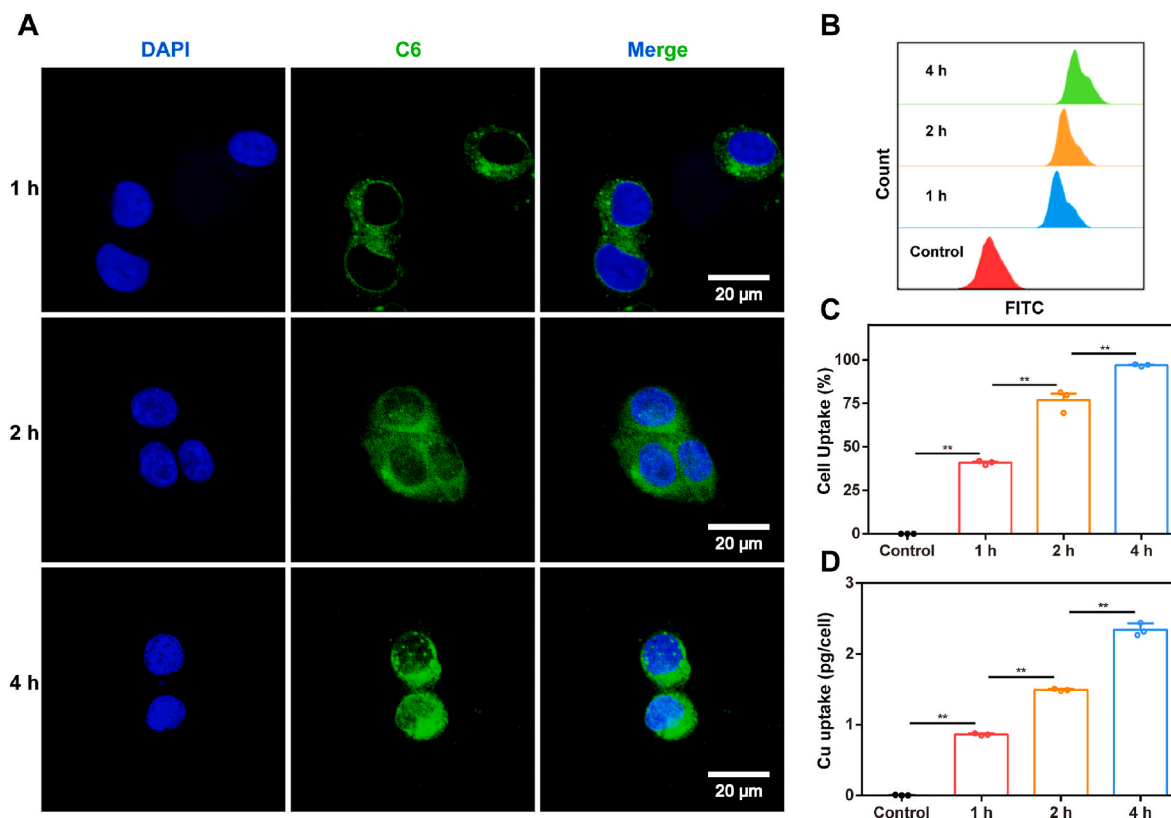 A
DAPI
C6
Merge
1 h
20 µm
2 h
20 µm
4 h
20 µm
B
4 h
2 h
1 h
Control
Count
FITC
C
Cell Uptake (%)
100
75
50
25
0
**
**
**
Control
1 h
2 h
4 h
D
Cu uptake (pg/cell)
3
2
1
0
**
**
**
Control
1 h
2 h
4 h